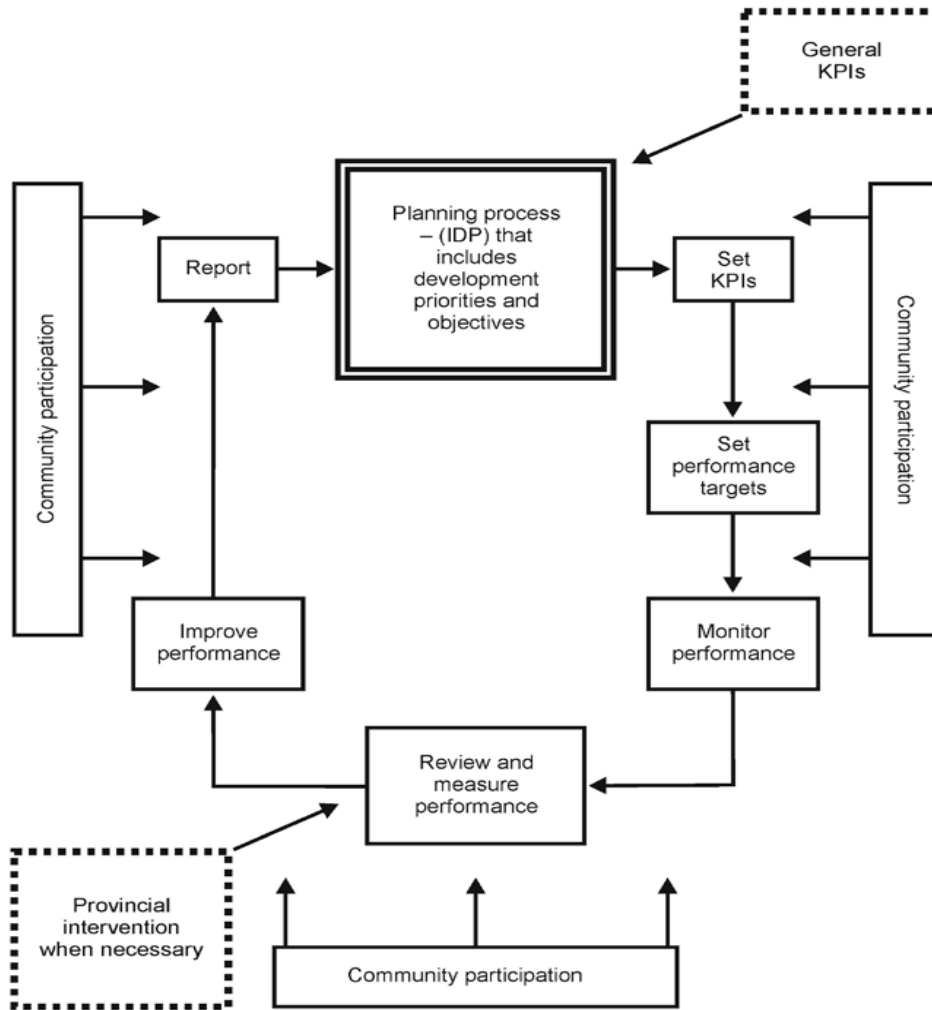 General
KPIs
Planning process
– (IDP) that
includes
development
priorities and
objectives
Report
Set
KPIs
Community participation
Community participation
Set
performance
targets
Improve
performance
Monitor
performance
Review and
measure
performance
Provincial
intervention
when necessary
Community participation